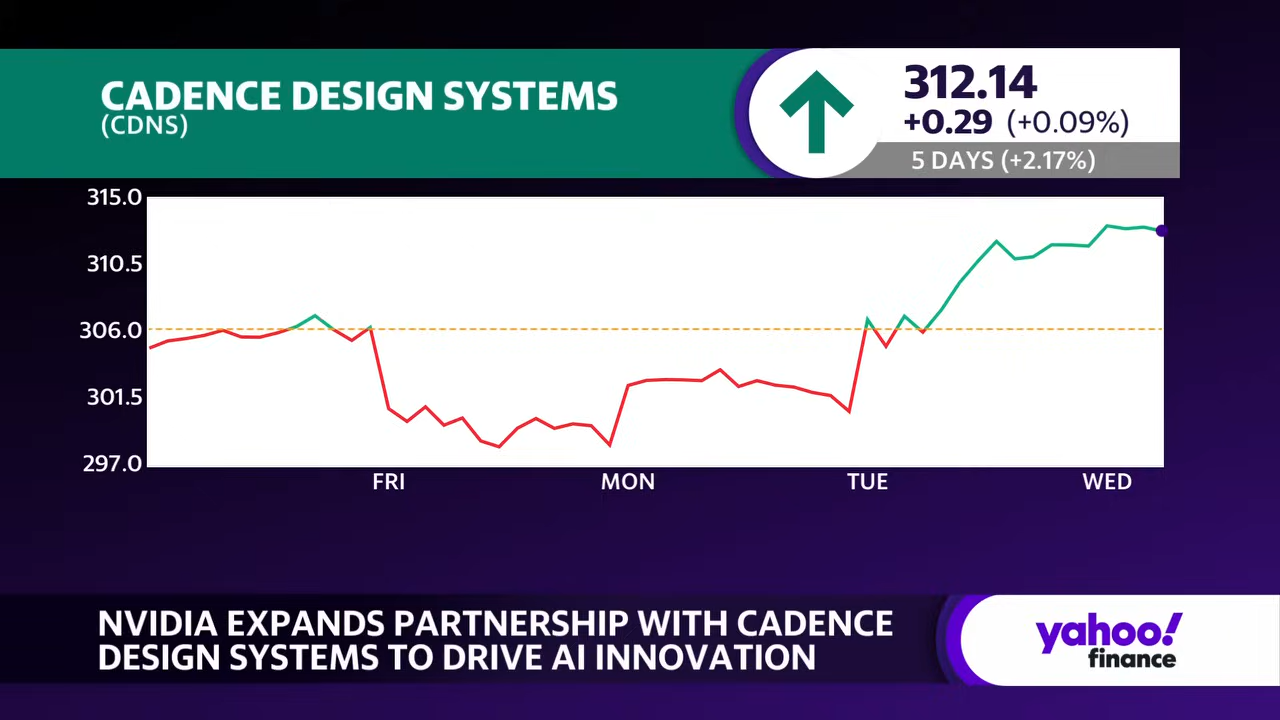 CADENCE DESIGN SYSTEMS
(CDNS)
312.14
+0.29 (+0.09%)
5 DAYS (+2.17%)
315.0
310.5
306.0
301.5
297.0
FRI MON TUE WED
NVIDIA EXPANDS PARTNERSHIP WITH CADENCE
DESIGN SYSTEMS TO DRIVE AI INNOVATION
yahoo!
finance